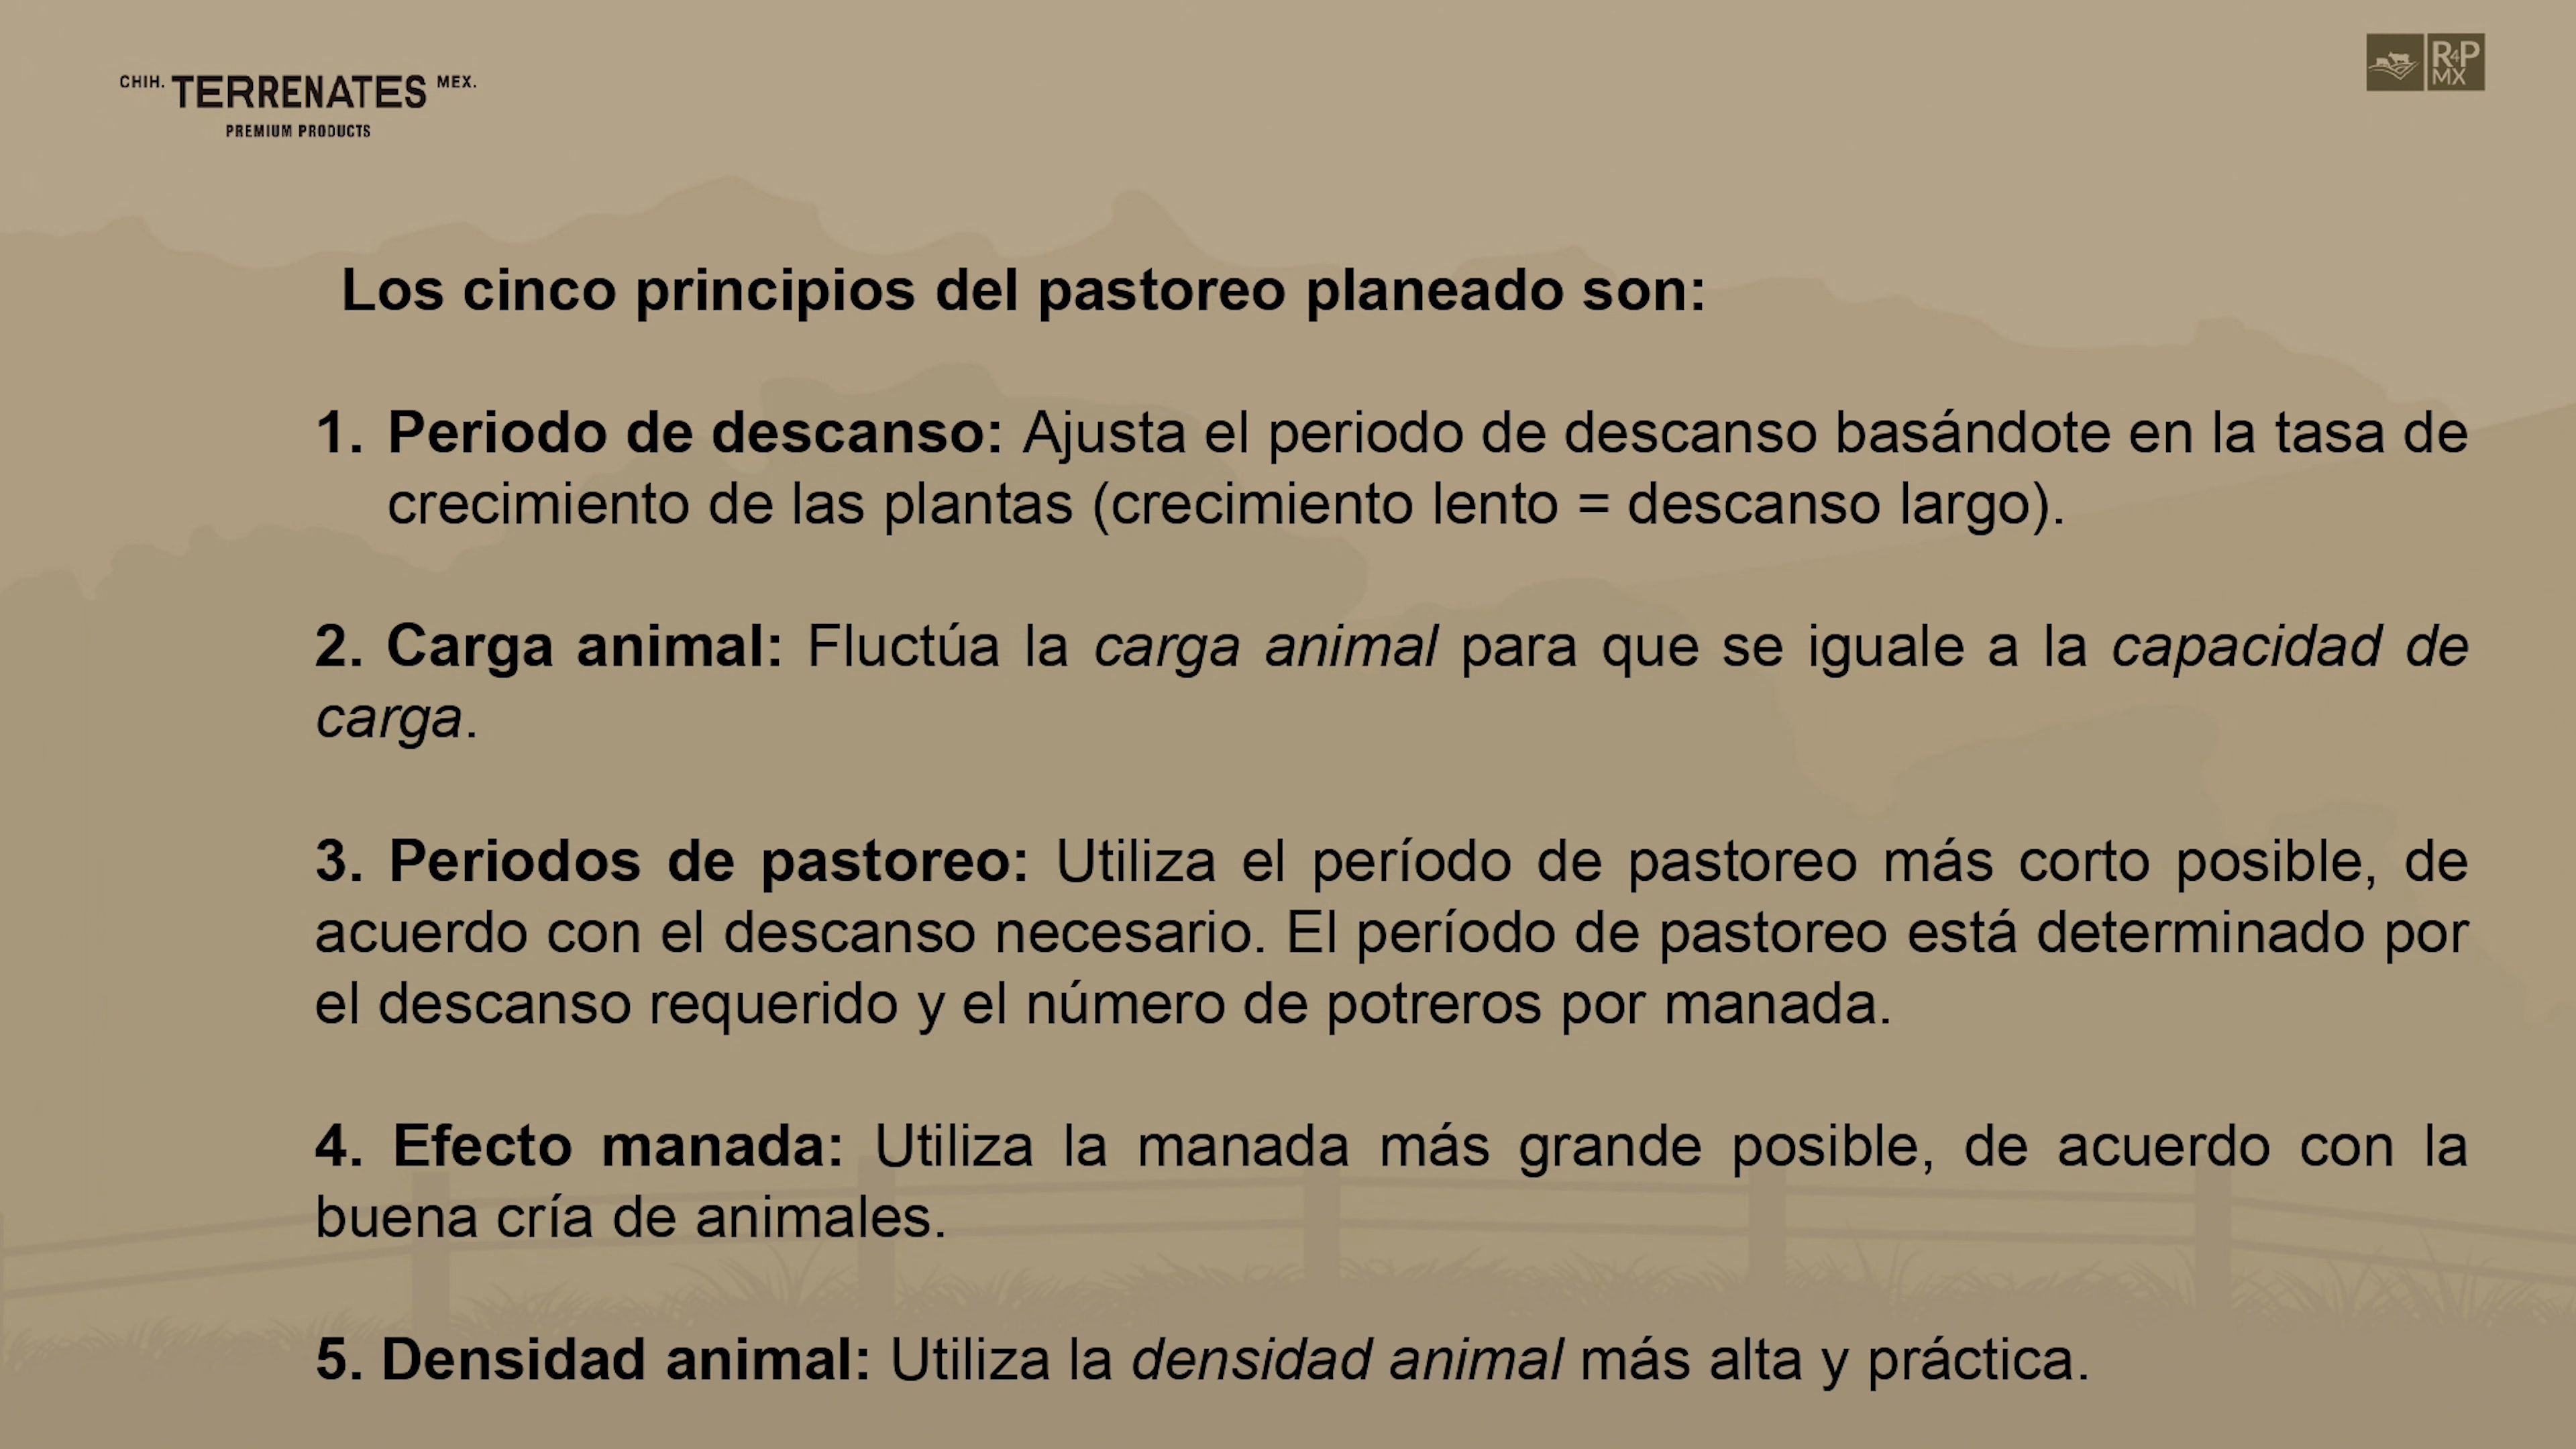 CHIH. TERRENATES MEX.
PREMIUM PRODUCTS
R4P
MX
Los cinco principios del pastoreo planeado son:
1. Periodo de descanso: Ajusta el periodo de descanso basándote en la tasa de
crecimiento de las plantas (crecimiento lento = descanso largo).
2. Carga animal: Fluctúa la carga animal para que se iguale a la capacidad de
carga.
3. Periodos de pastoreo: Utiliza el período de pastoreo más corto posible, de
acuerdo con el descanso necesario. El período de pastoreo está determinado por
el descanso requerido y el número de potreros por manada.
4. Efecto manada: Utiliza la manada más grande posible, de acuerdo con la
buena cría de animales.
5. Densidad animal: Utiliza la densidad animal más alta y práctica.